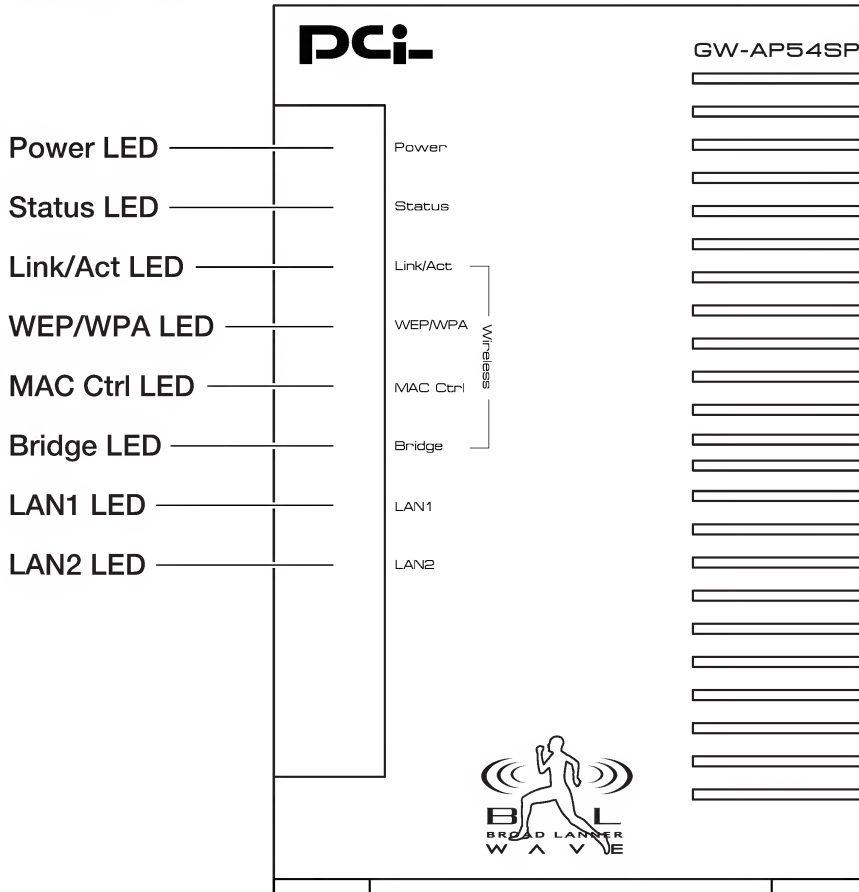 PCi
GW-AP54SP
Power LED
Status LED
Link/Act LED
WEP/WPA LED
MAC Ctrl LED
Bridge LED
LAN1 LED
LAN2 LED
Power
Status
Link/Act
WEP/WPA
MAC Ctrl
Bridge
LAN1
LAN2
Wireless
B L
BROAD LANNER
WAVE